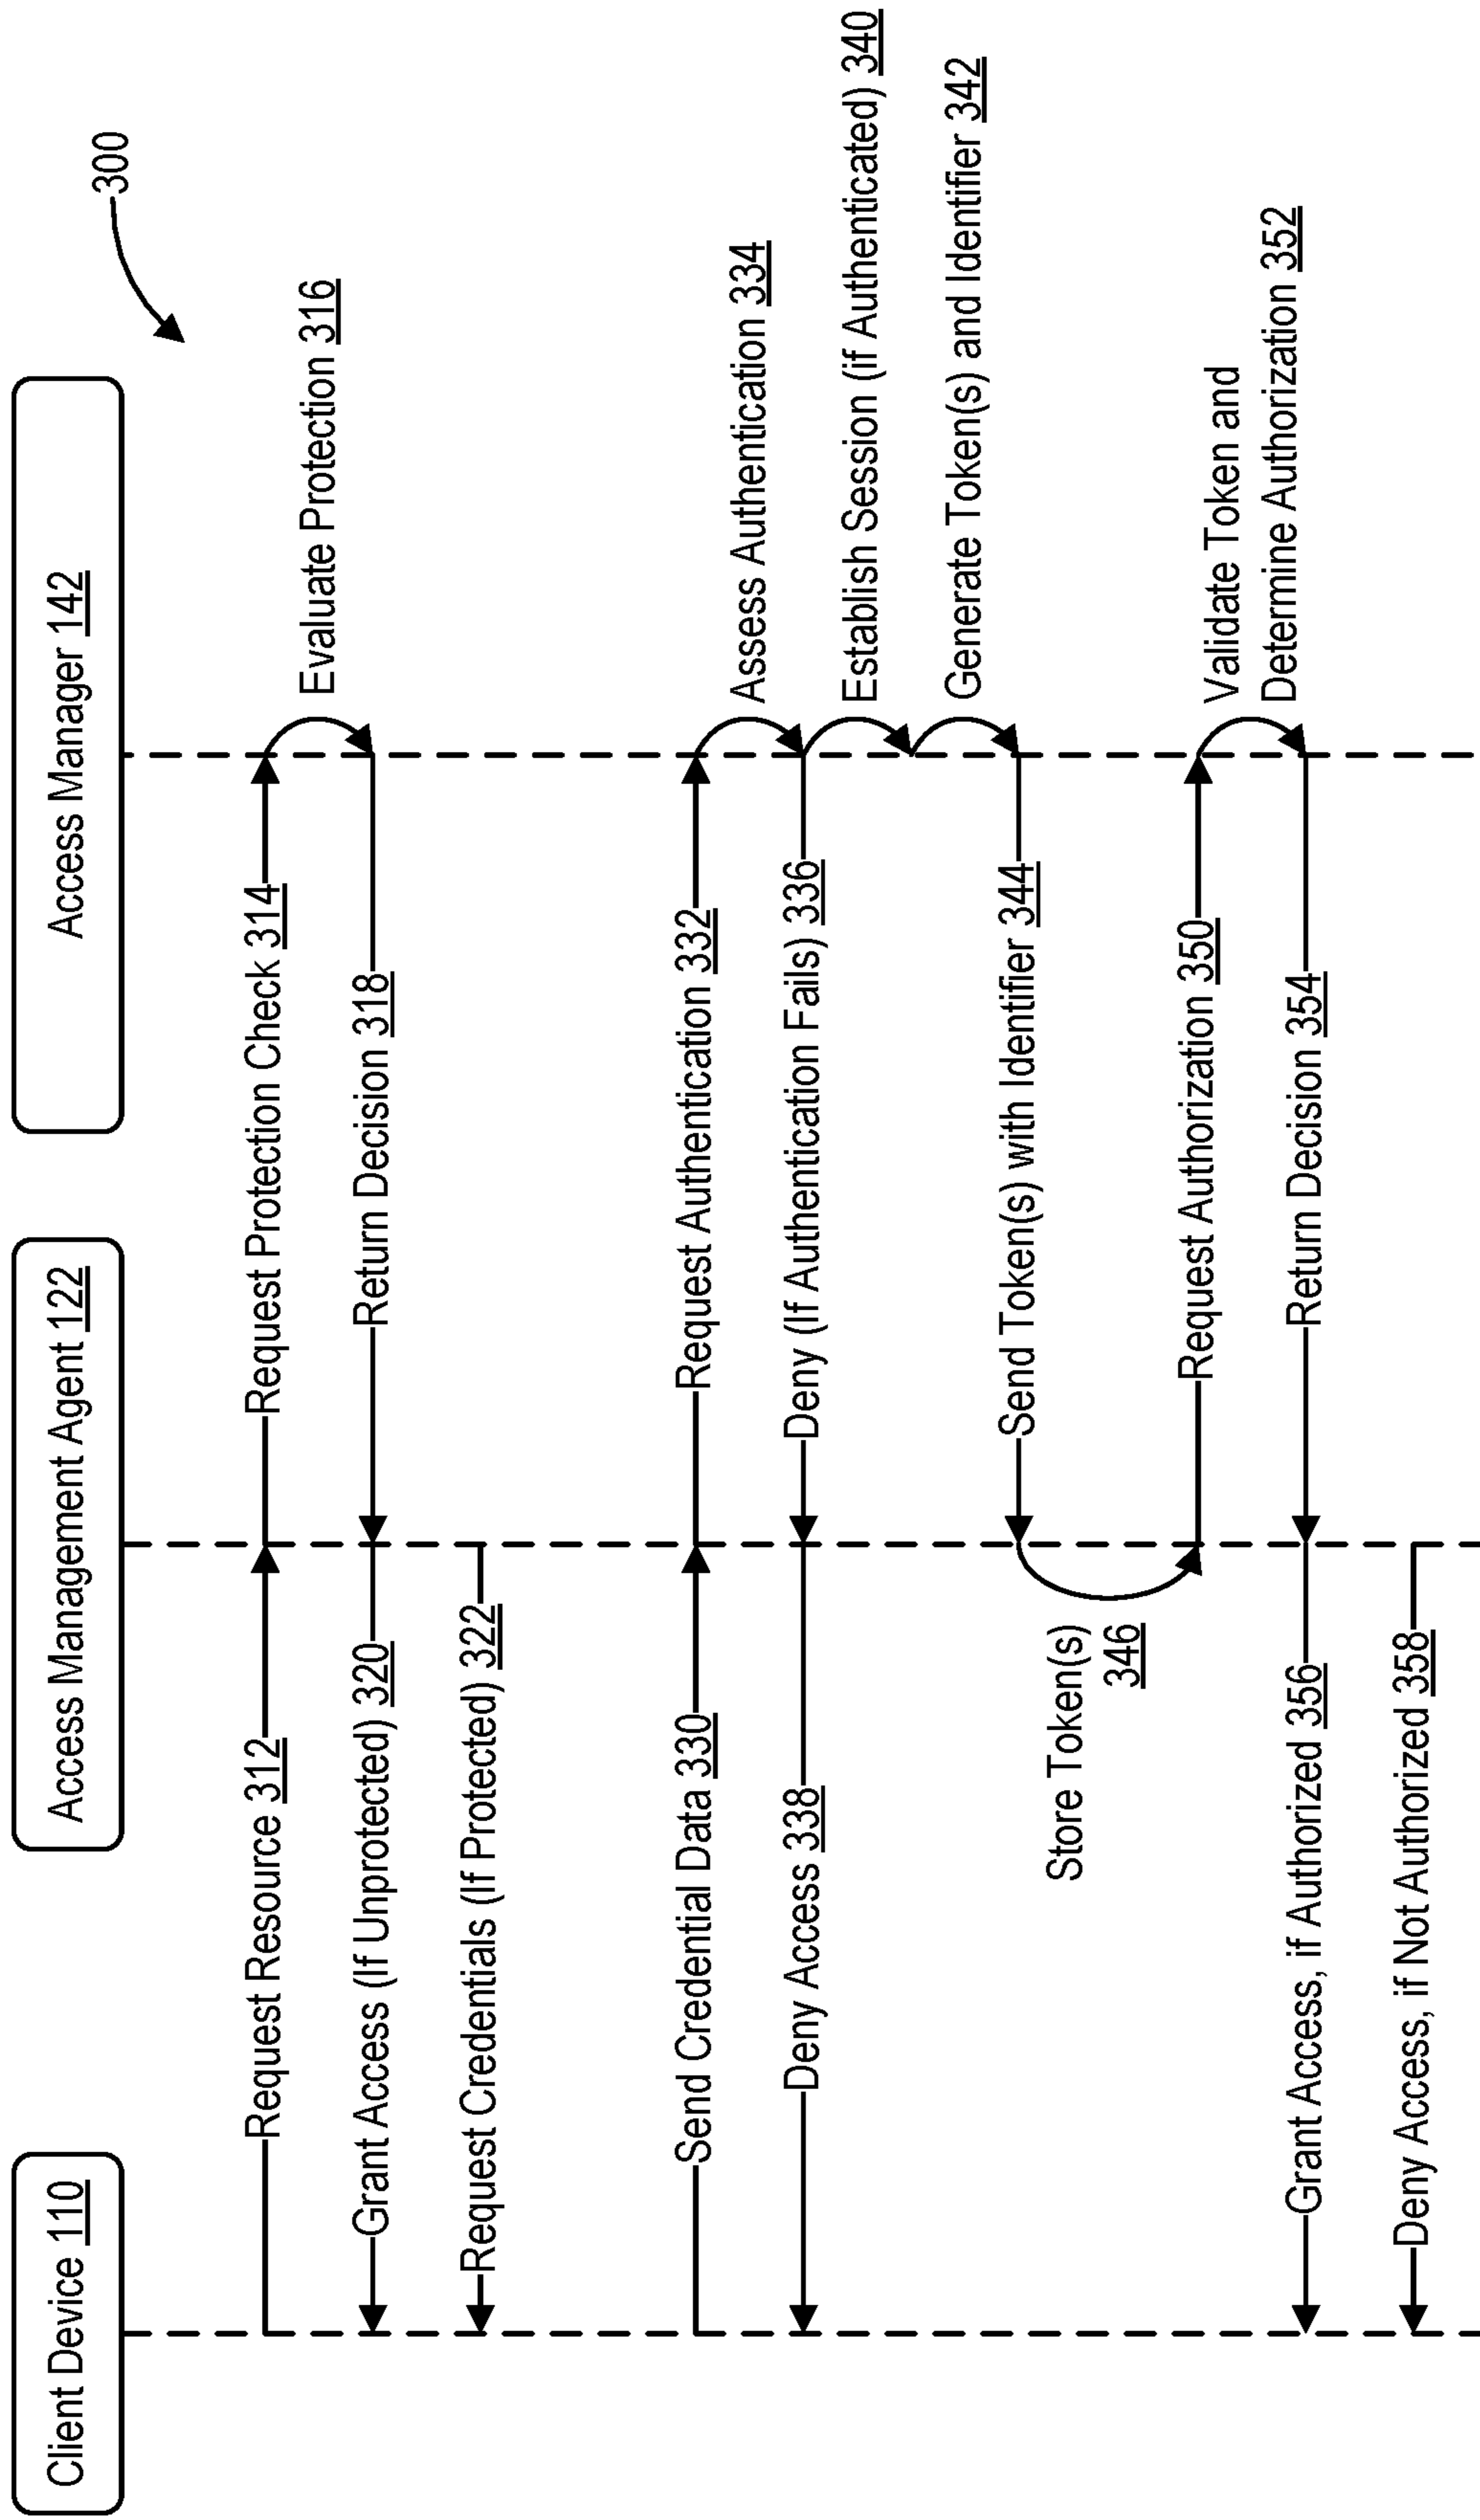 300
Client Device 110
Access Management Agent 122
Access Manager 142
Request Resource 312
Request Protection Check 314
Evaluate Protection 316
Return Decision 318
Grant Access (If Unprotected) 320
Request Credentials (If Protected) 322
Send Credential Data 330
Request Authentication 332
Assess Authentication 334
Deny (If Authentication Fails) 336
Deny Access 338
Establish Session (if Authenticated) 340
Generate Token(s) and Identifier 342
Send Token(s) with Identifier 344
Store Token(s)
346
Request Authorization 350
Validate Token and
Determine Authorization 352
Return Decision 354
Grant Access, if Authorized 356
Deny Access, if Not Authorized 358